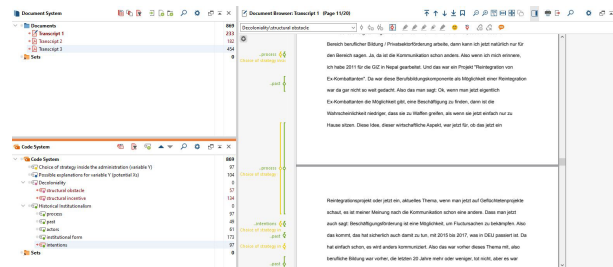 Document System
Documents 869
Transcript 1 233
Transcript 2 182
Transcript 3 454
Sets 0
Code System
Code System 869
Choice of strategy inside the administration (variable Y) 97
Possible explanations for variable Y (potential Xs) 104
Decoloniality 0
structural obstacle 57
structural incentive 134
Historical Institutionalism 0
process 97
past 49
actors 61
institutional form 173
intentions 97
Sets 0
Document Browser: Transcript 1 (Page 11/20)
Decoloniality\structural obstacle
Bereich berufliche Bildung / Privatsektorförderung arbeite, dann kann ich jetzt natürlich nur für
den Bereich sagen. Ja, da ist die Kommunikation schon anders. Also wenn ich mich erinnere,
ich habe 2011 für die GIZ in Nepal gearbeitet. Und das war ein Projekt "Reintegration von
Ex-Kombattanten". Da war diese Berufsbildungskomponente als Möglichkeit einer Reintegration
war da gar nicht so weit gedacht. Also das man sagt: Ok, wenn man jetzt eigentlich
Ex-Kombattanten die Möglichkeit gibt, eine Beschäftigung zu finden, dann ist die
Wahrscheinlichkeit niedriger, dass sie zu Waffen greifen, als wenn sie jetzt einfach nur zu
Hause sitzen. Diese Idee, dieser wirtschaftliche Aspekt, war jetzt für, ob das jetzt ein
Reintegrationsprojekt oder jetzt ein, aktuelles Thema, wenn man jetzt auf Geflüchtetenprojekte
schaut, es ist meiner Meinung nach die Kommunikation schon eine andere. Dass man jetzt
auch sagt: Beschäftigungsförderung ist eine Möglichkeit, um Fluchtursachen zu bekämpfen. Also
das kommt, das hat sicherlich auch damit zu tun, mit 2015 bis 2017, was in DEU passiert ist. Da
hat einfach schon, es wird anders kommuniziert. Also das war vorher dieses Thema mit, also
berufliche Bildung war vorher, die letzten 20 Jahre mehr oder weniger, ist nicht, aber es war
..process
Choice of strategy
..past
..process
Choice of strategy
..intentions
Choice of strategy
..past
Choice of strategy
..past